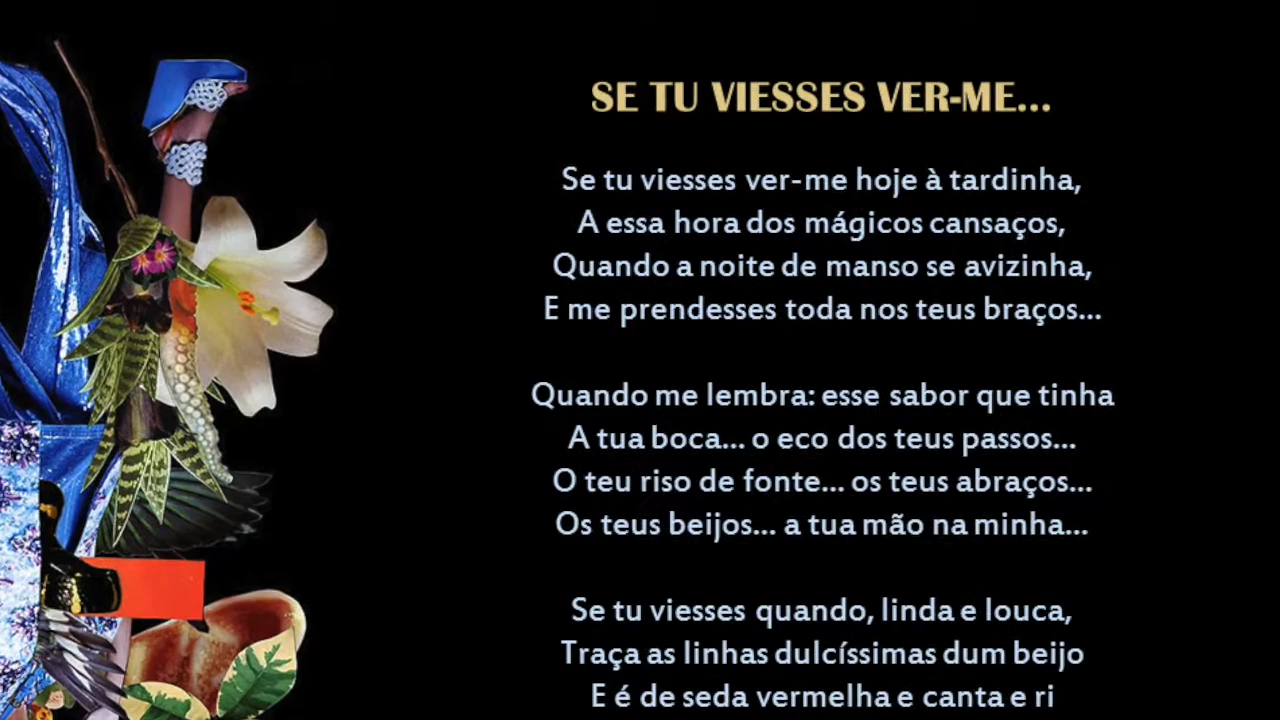 SE TU VIESSES VER-ME...
Se tu viesses ver-me hoje à tardinha,
A essa hora dos mágicos cansaços,
Quando a noite de manso se avizinha,
E me prendesses toda nos teus braços...
Quando me lembra: esse sabor que tinha
A tua boca... o eco dos teus passos...
O teu riso de fonte... os teus abraços...
Os teus beijos... a tua mão na minha...
Se tu viesses quando, linda e louca,
Traça as linhas dulcíssimas dum beijo
E é de seda vermelha e canta e ri